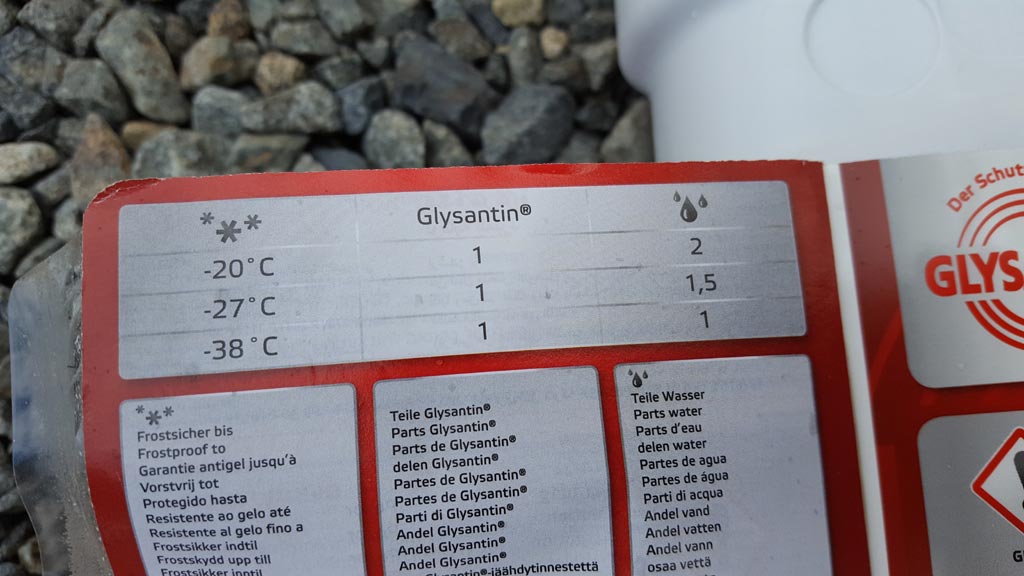 Glysantin®
-20°C 1 2
-27°C 1 1,5
-38°C 1 1
Frostsicher bis
Frostproof to
Garantie antigel jusqu'à
Vorstvrij tot
Protegido hasta
Resistente ao gelo até
Resistente al gelo fino a
Frostsikker indtil
Frostskydd upp till
Frostsikker inntil
Teile Glysantin®
Parts Glysantin®
Parts de Glysantin®
delen Glysantin®
Partes de Glysantin®
Partes de Glysantin®
Parti di Glysantin®
Andel Glysantin®
Andel Glysantin®
Andel Glysantin®
Glysantin®-jäähdytinnestettä
Teile Wasser
Parts water
Parts d'eau
delen water
Partes de agua
Partes de água
Parti di acqua
Andel vand
Andel vatten
Andel vann
osaa vettä
Der Schut
GLYS
G